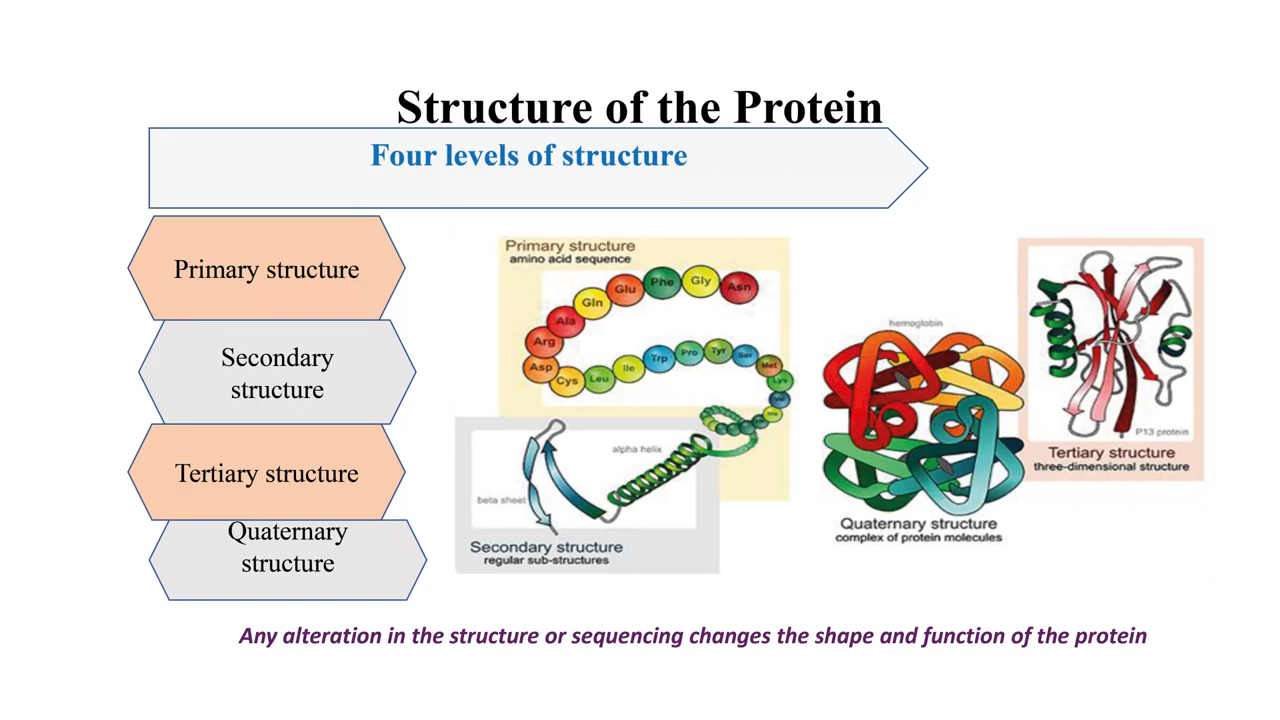 Structure of the Protein
Four levels of structure
Primary structure
Secondary
structure
Tertiary structure
Quaternary
structure
Primary structure
amino acid sequence
Asn
Gly
Phe
Glu
Gln
Ala
Arg
Asp
Cys
Leu
Ile
Trp
Pro
Tyr
Ser
Met
Lys
Val
alpha helix
beta sheet
Secondary structure
regular sub-structures
hemoglobin
Quaternary structure
complex of protein molecules
P13 protein
Tertiary structure
three-dimensional structure
Any alteration in the structure or sequencing changes the shape and function of the protein